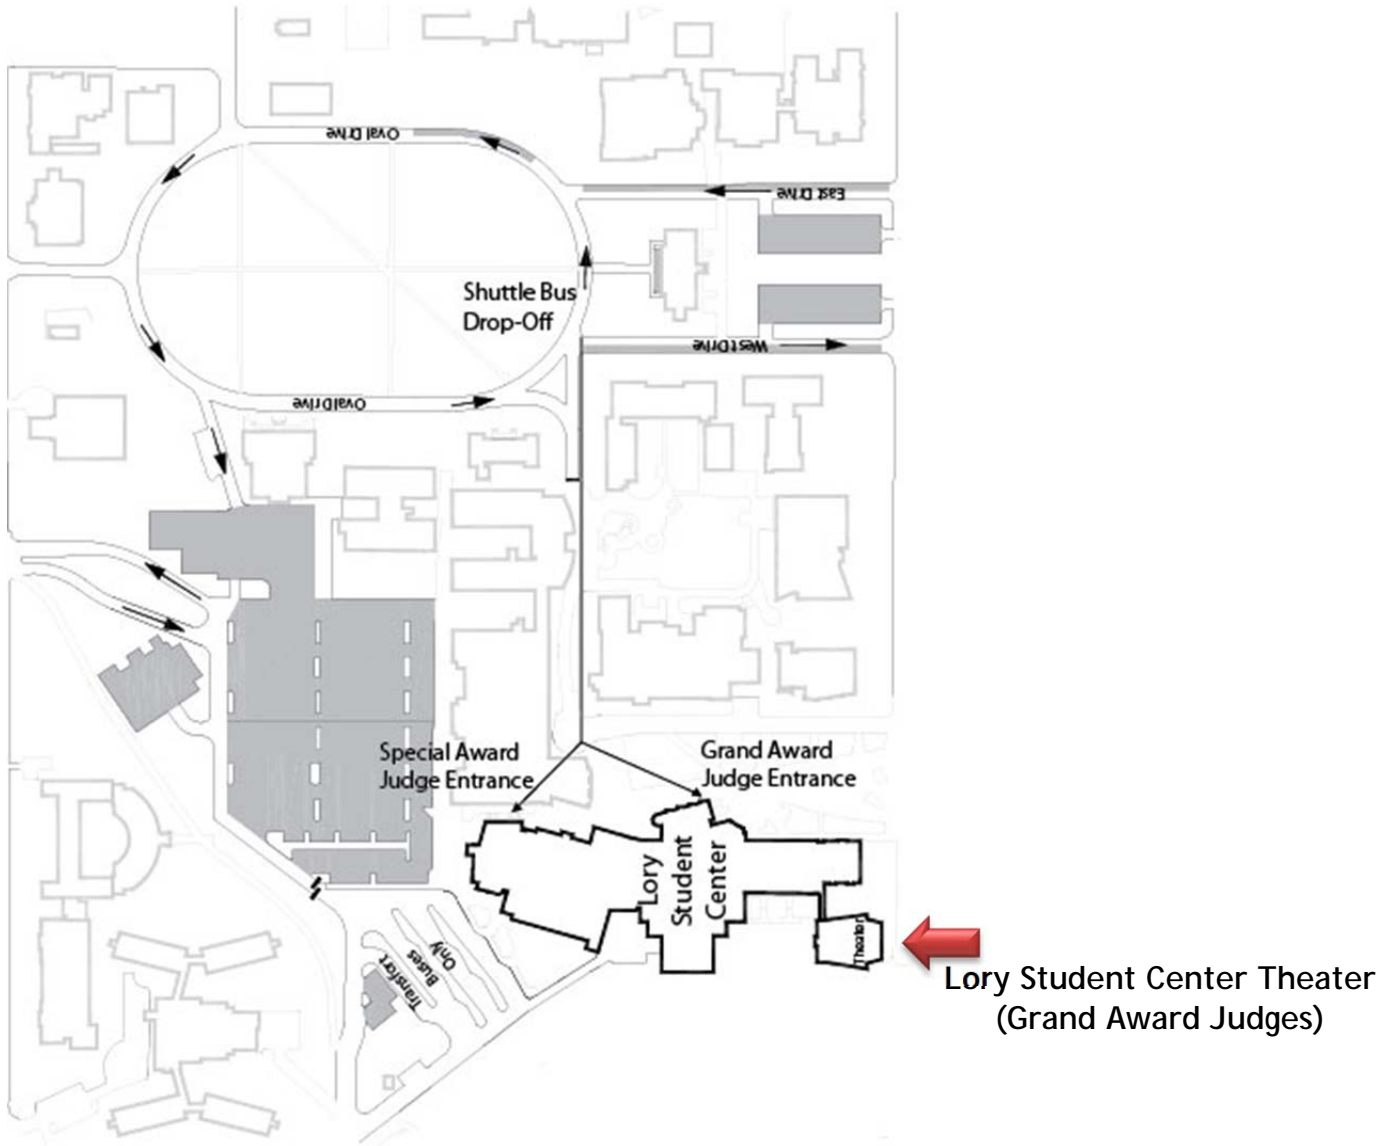 Oval Drive
East Drive
Shuttle Bus
Drop-Off
West Drive
Oval Drive
Special Award
Judge Entrance
Grand Award
Judge Entrance
Lory
Student
Center
Theater
Transfort
Buses
Only
Lory Student Center Theater
(Grand Award Judges)